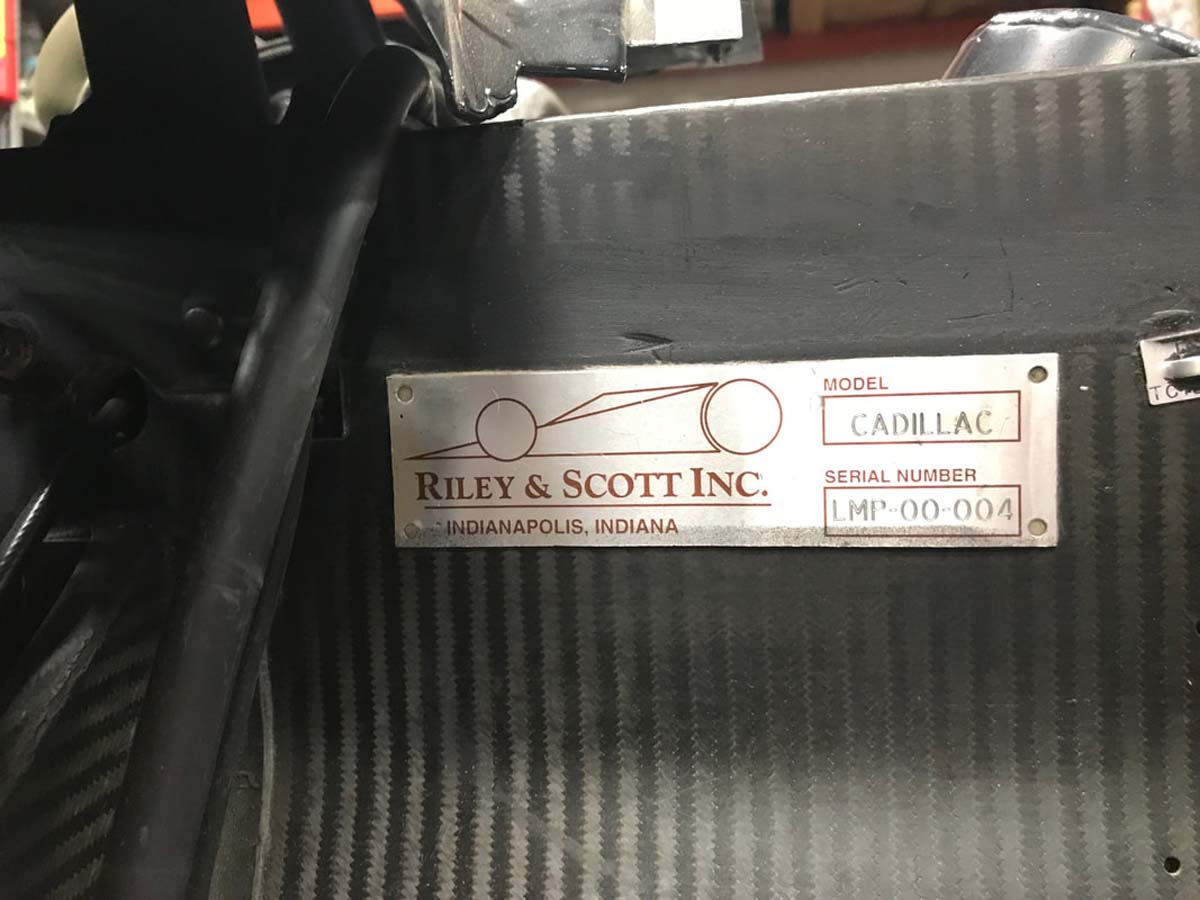 MODEL
CADILLAC
RILEY & SCOTT INC.
SERIAL NUMBER
LMP-00-004
INDIANAPOLIS, INDIANA